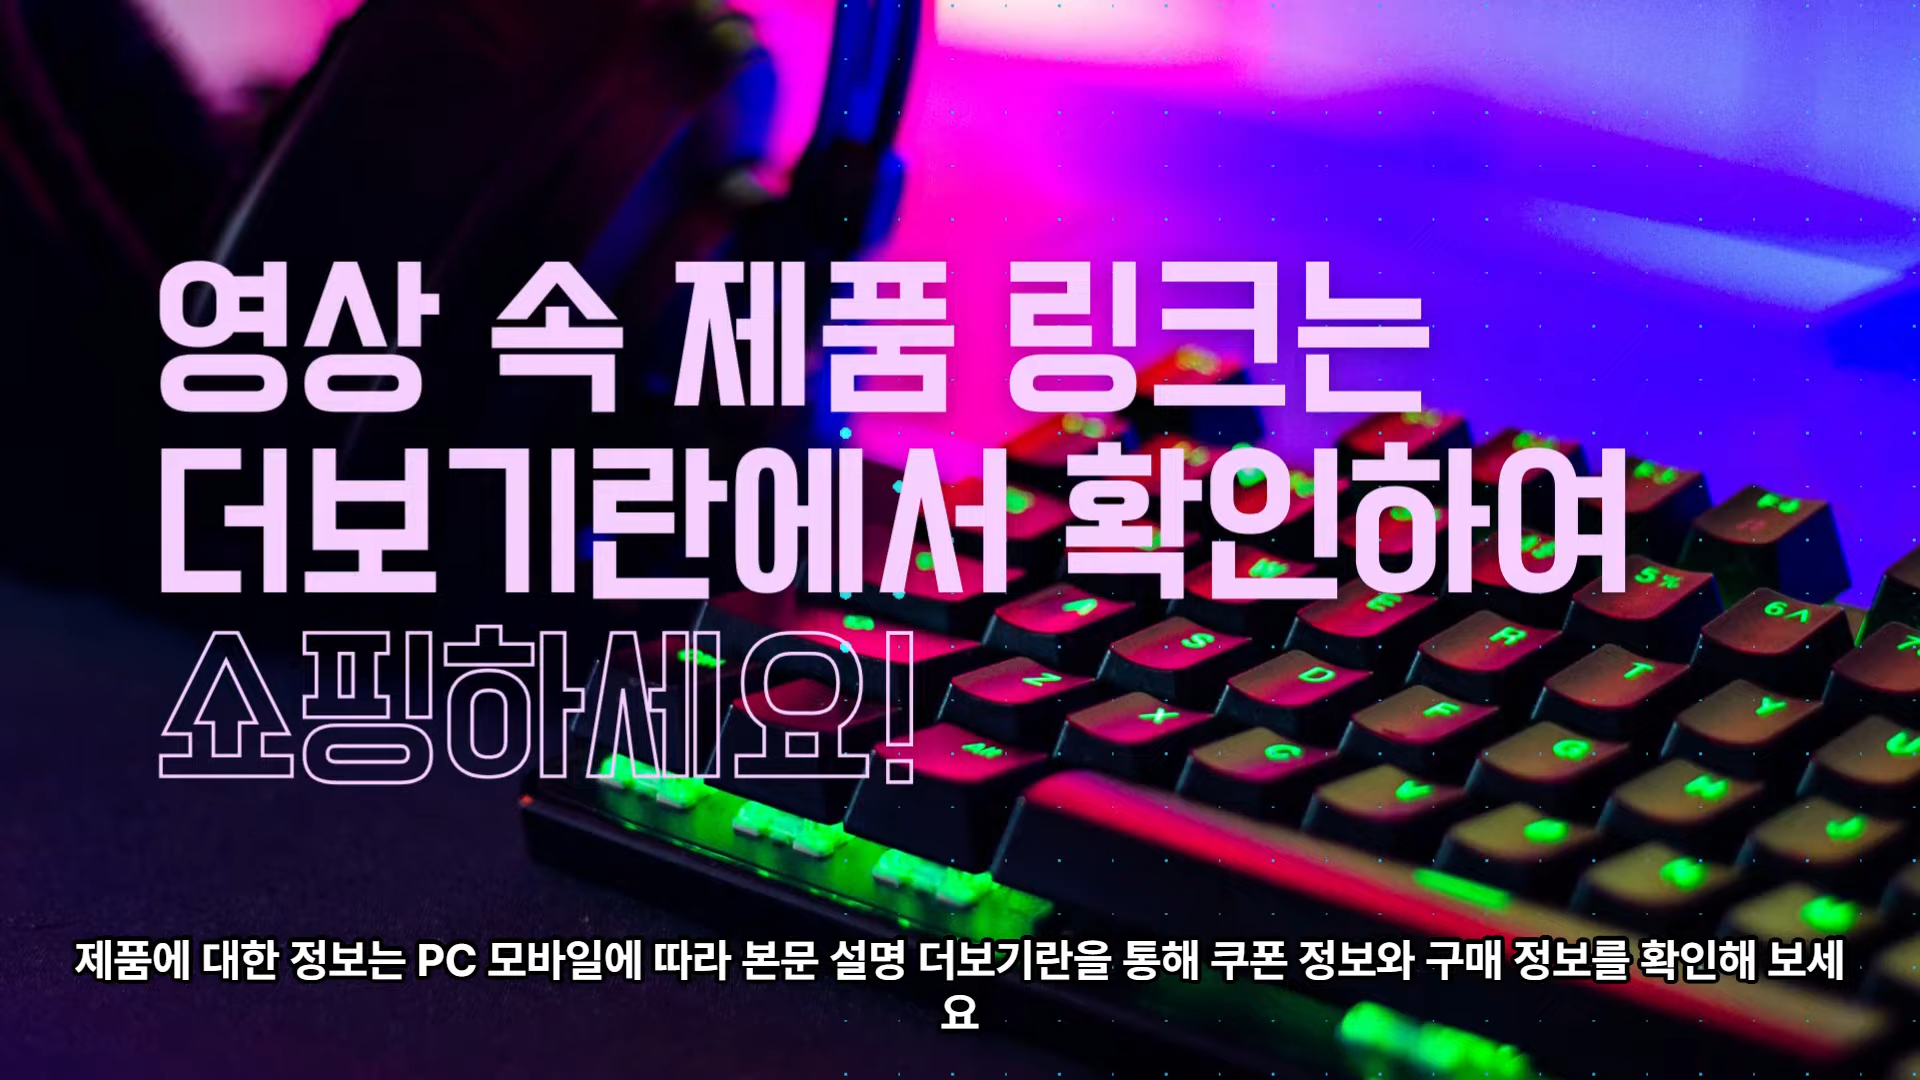 영상 속 제품 링크는
더보기란에서 확인하여
쇼핑하세요!
5%
6^
W
E
R
T
Y
U
A
S
D
F
G
Z
X
C
V
Alt
제품에 대한 정보는 PC 모바일에 따라 본문 설명 더보기란을 통해 쿠폰 정보와 구매 정보를 확인해 보세
요